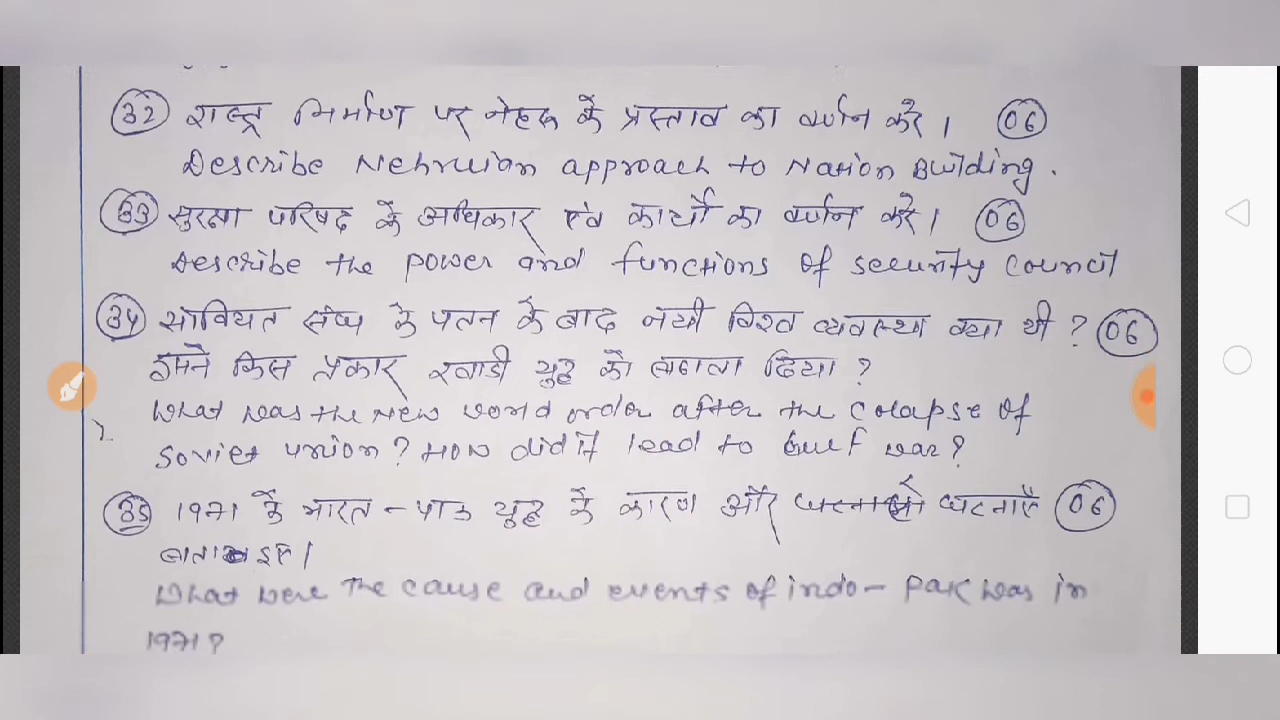 32 राष्ट्र निर्माण पर नेहरू के प्रस्ताव का वर्णन करें । 06
Describe Nehruvian approach to Nation Building.
33 सुरक्षा परिषद के अधिकार एवं कार्यों का वर्णन करें । 06
Describe the power and functions of security council
34 सोवियत संघ के पतन के बाद नयी विश्व व्यवस्था क्या थी ? 06
इसने किस प्रकार खाड़ी युद्ध को बढावा दिया ?
What was the New world order after the colapse of
Soviet union? How did it lead to Gulf war?
35 1971 के भारत - पाक युद्ध के कारण और घटनाएँ 06
बताइए ।
What were The cause and events of indo - Pak was in
1971?